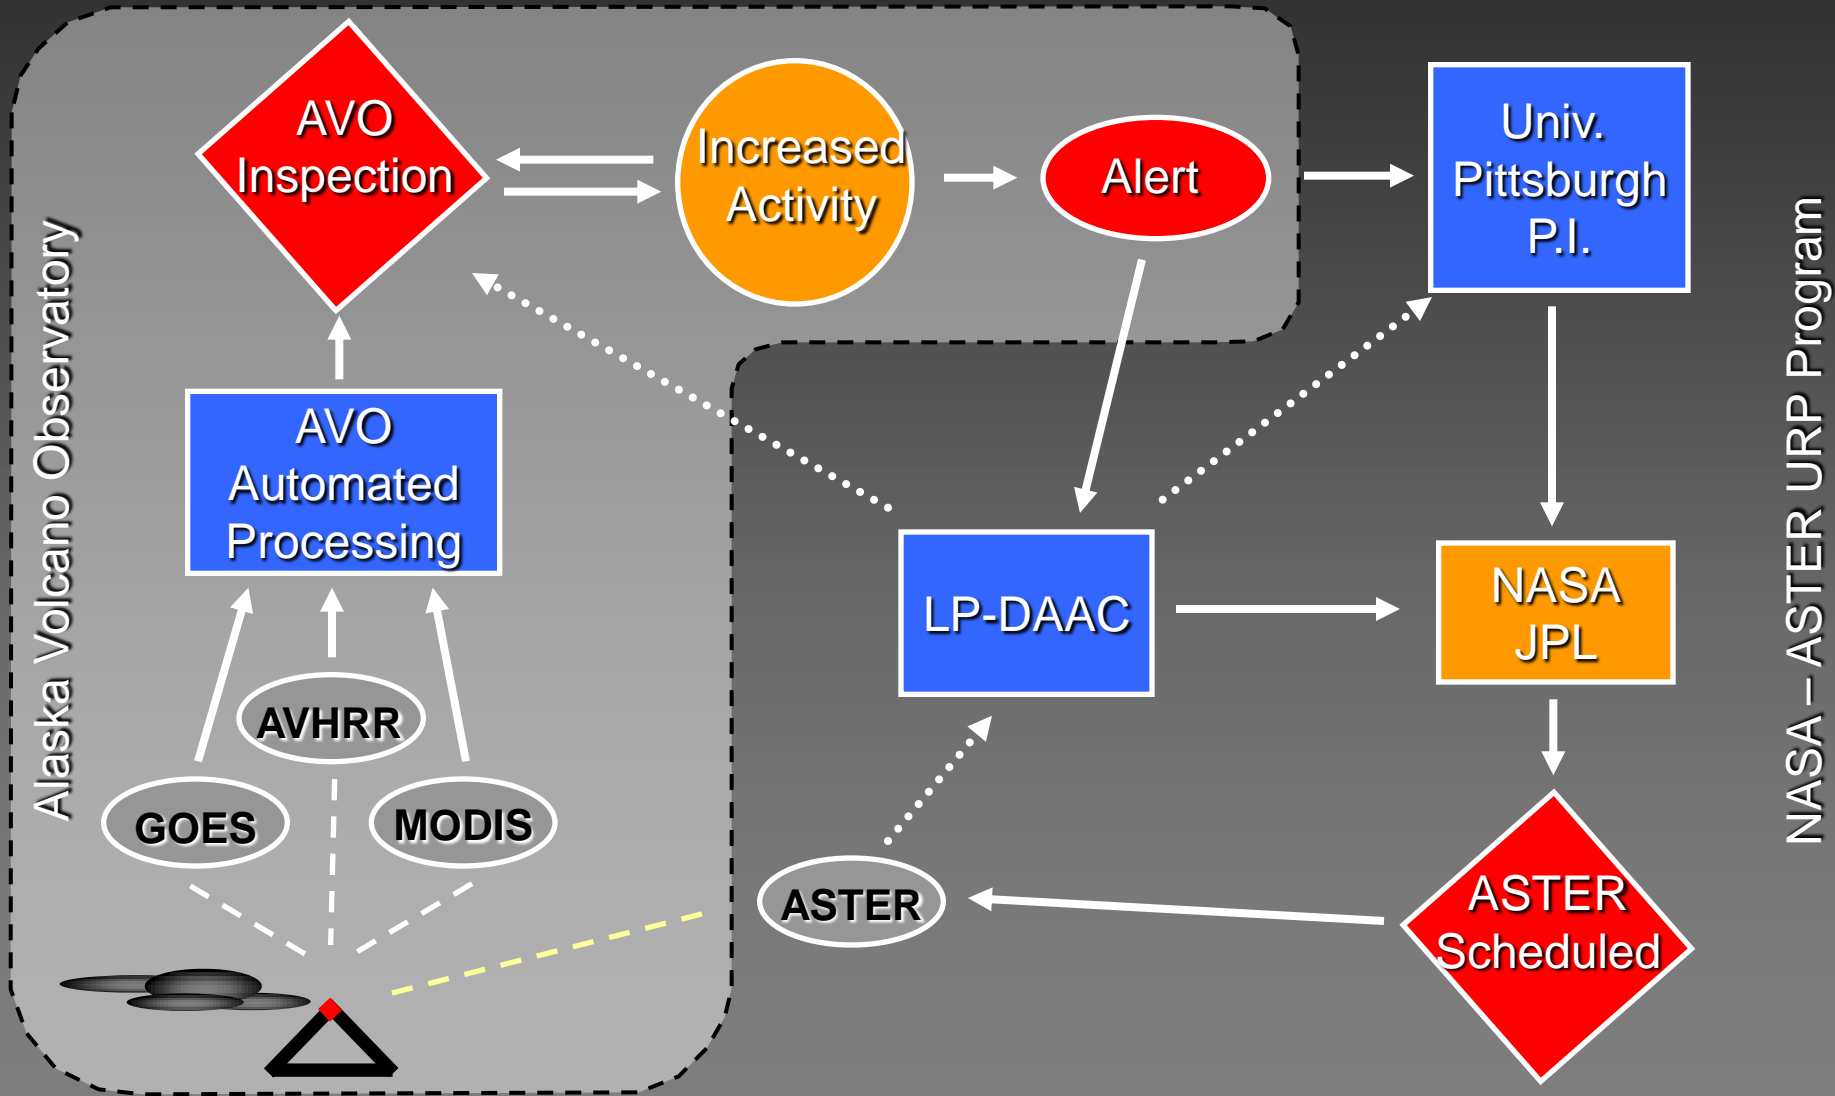 AVO
Inspection
Increased
Activity
Alert
Univ.
Pittsburgh
P.I.
Alaska Volcano Observatory
NASA – ASTER URP Program
AVO
Automated
Processing
LP-DAAC
NASA
JPL
AVHRR
GOES
MODIS
ASTER
ASTER
Scheduled